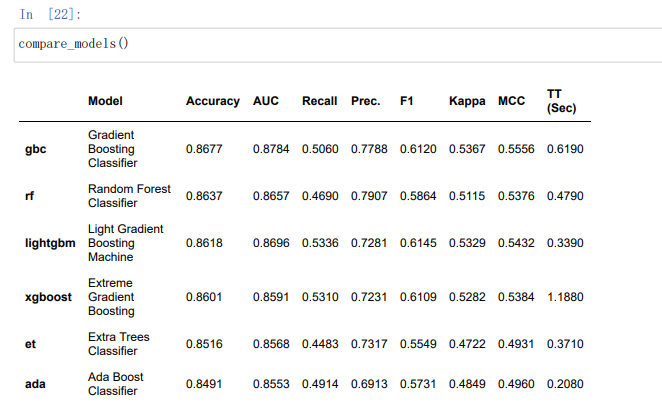 In [22]:
compare_models()
Model Accuracy AUC Recall Prec. F1 Kappa MCC TT (Sec)
gbc Gradient Boosting Classifier 0.8677 0.8784 0.5060 0.7788 0.6120 0.5367 0.5556 0.6190
rf Random Forest Classifier 0.8637 0.8657 0.4690 0.7907 0.5864 0.5115 0.5376 0.4790
lightgbm Light Gradient Boosting Machine 0.8618 0.8696 0.5336 0.7281 0.6145 0.5329 0.5432 0.3390
xgboost Extreme Gradient Boosting 0.8601 0.8591 0.5310 0.7231 0.6109 0.5282 0.5384 1.1880
et Extra Trees Classifier 0.8516 0.8568 0.4483 0.7317 0.5549 0.4722 0.4931 0.3710
ada Ada Boost Classifier 0.8491 0.8553 0.4914 0.6913 0.5731 0.4849 0.4960 0.2080